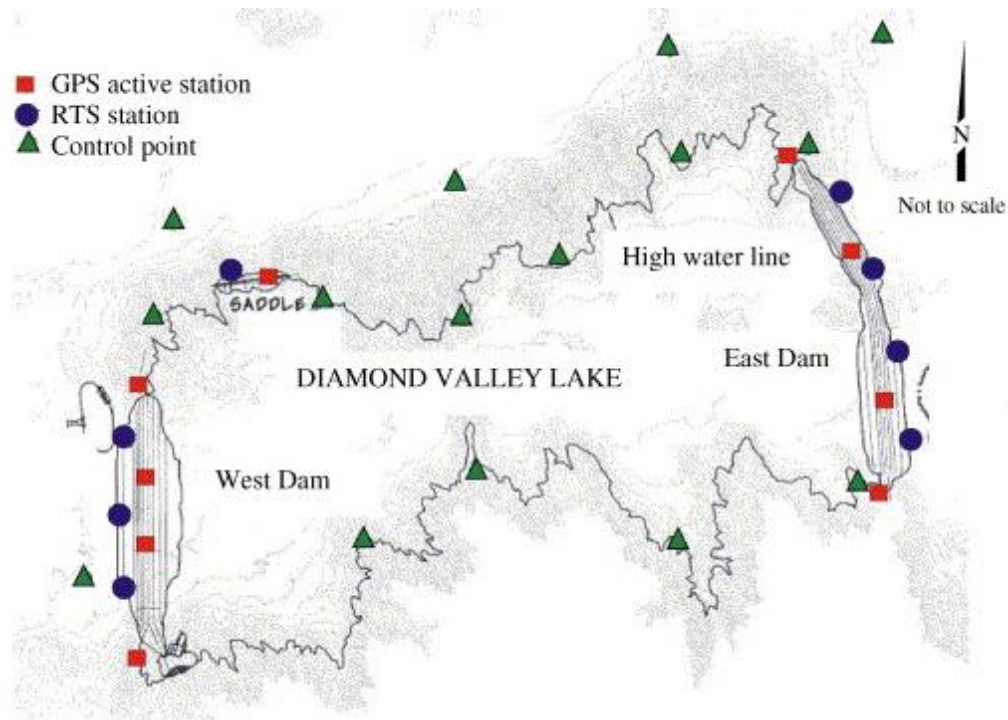 GPS active station
RTS station
Control point
N
Not to scale
High water line
SADDLE
East Dam
DIAMOND VALLEY LAKE
West Dam